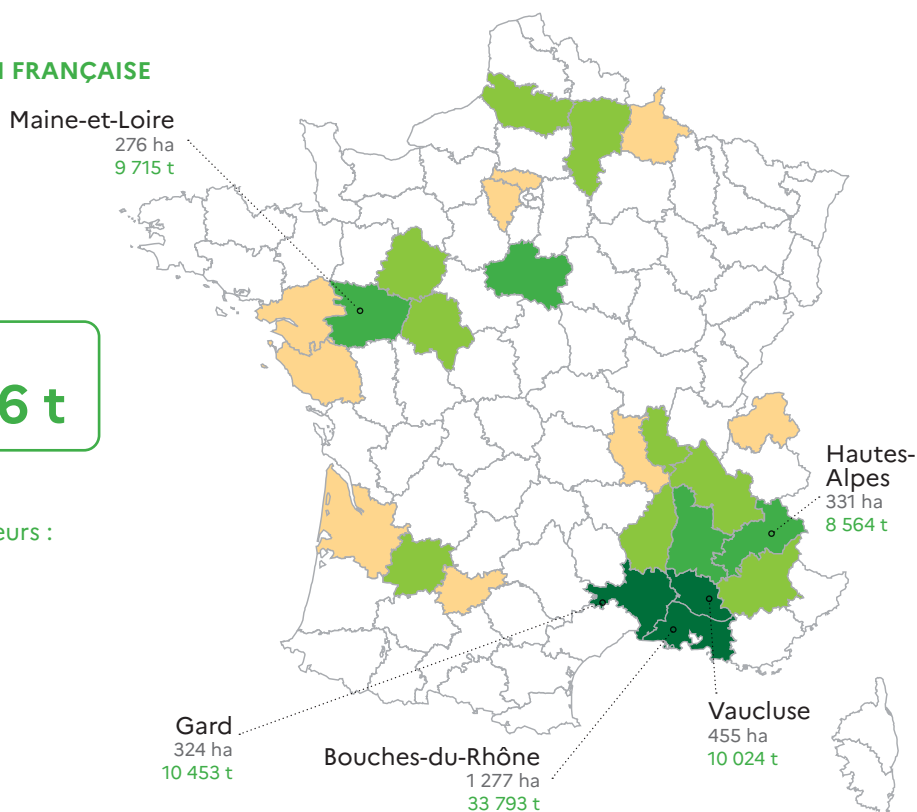 FRANÇAISE
Maine-et-Loire
276 ha
9 715 t
6 t
Hautes-
Alpes
331 ha
8 564 t
eurs :
Gard
324 ha
10 453 t
Bouches-du-Rhône
1 277 ha
33 793 t
Vaucluse
455 ha
10 024 t